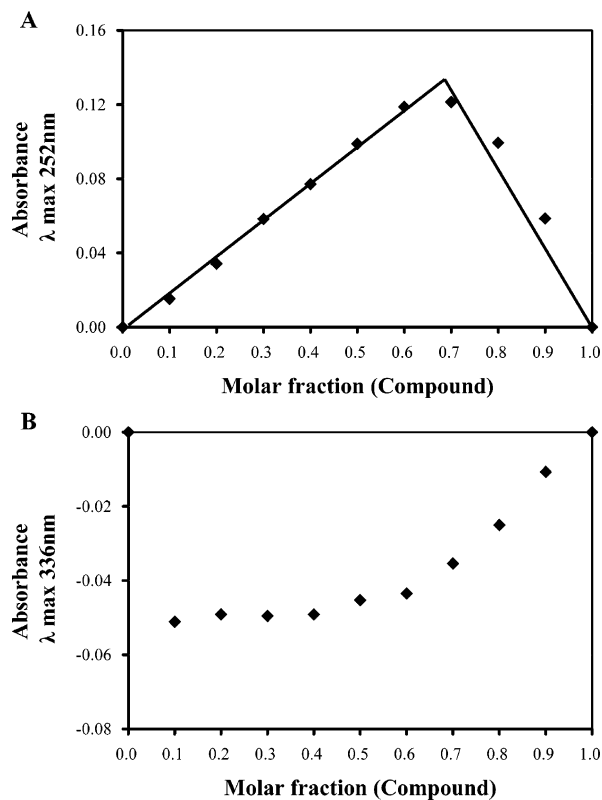 A
0.16
0.12
0.08
0.04
0.00
Absorbance
λ max 252nm
0.0 0.1 0.2 0.3 0.4 0.5 0.6 0.7 0.8 0.9 1.0
Molar fraction (Compound)
B
0.00
-0.02
-0.04
-0.06
-0.08
Absorbance
λ max 336nm
0.0 0.1 0.2 0.3 0.4 0.5 0.6 0.7 0.8 0.9 1.0
Molar fraction (Compound)